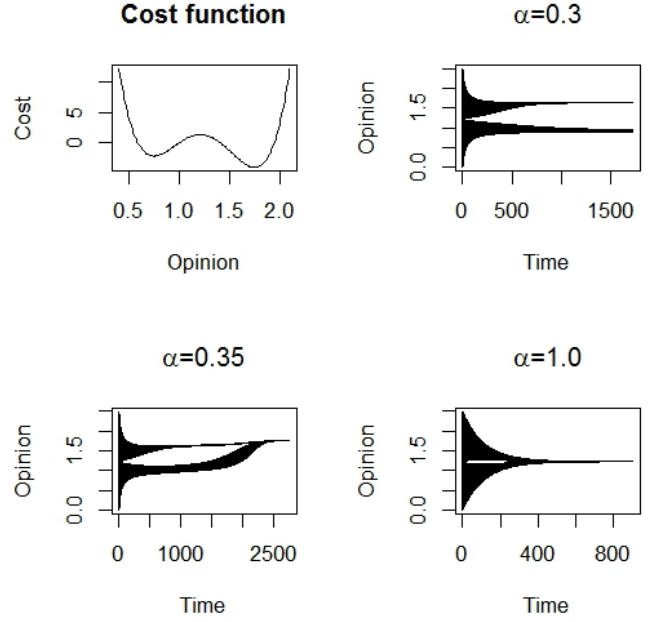 Cost function
Cost
5
0
0.5 1.0 1.5 2.0
Opinion
α=0.3
Opinion
1.5
0.0
0 500 1500
Time
α=0.35
Opinion
1.5
0.0
0 1000 2500
Time
α=1.0
Opinion
1.5
0.0
0 400 800
Time